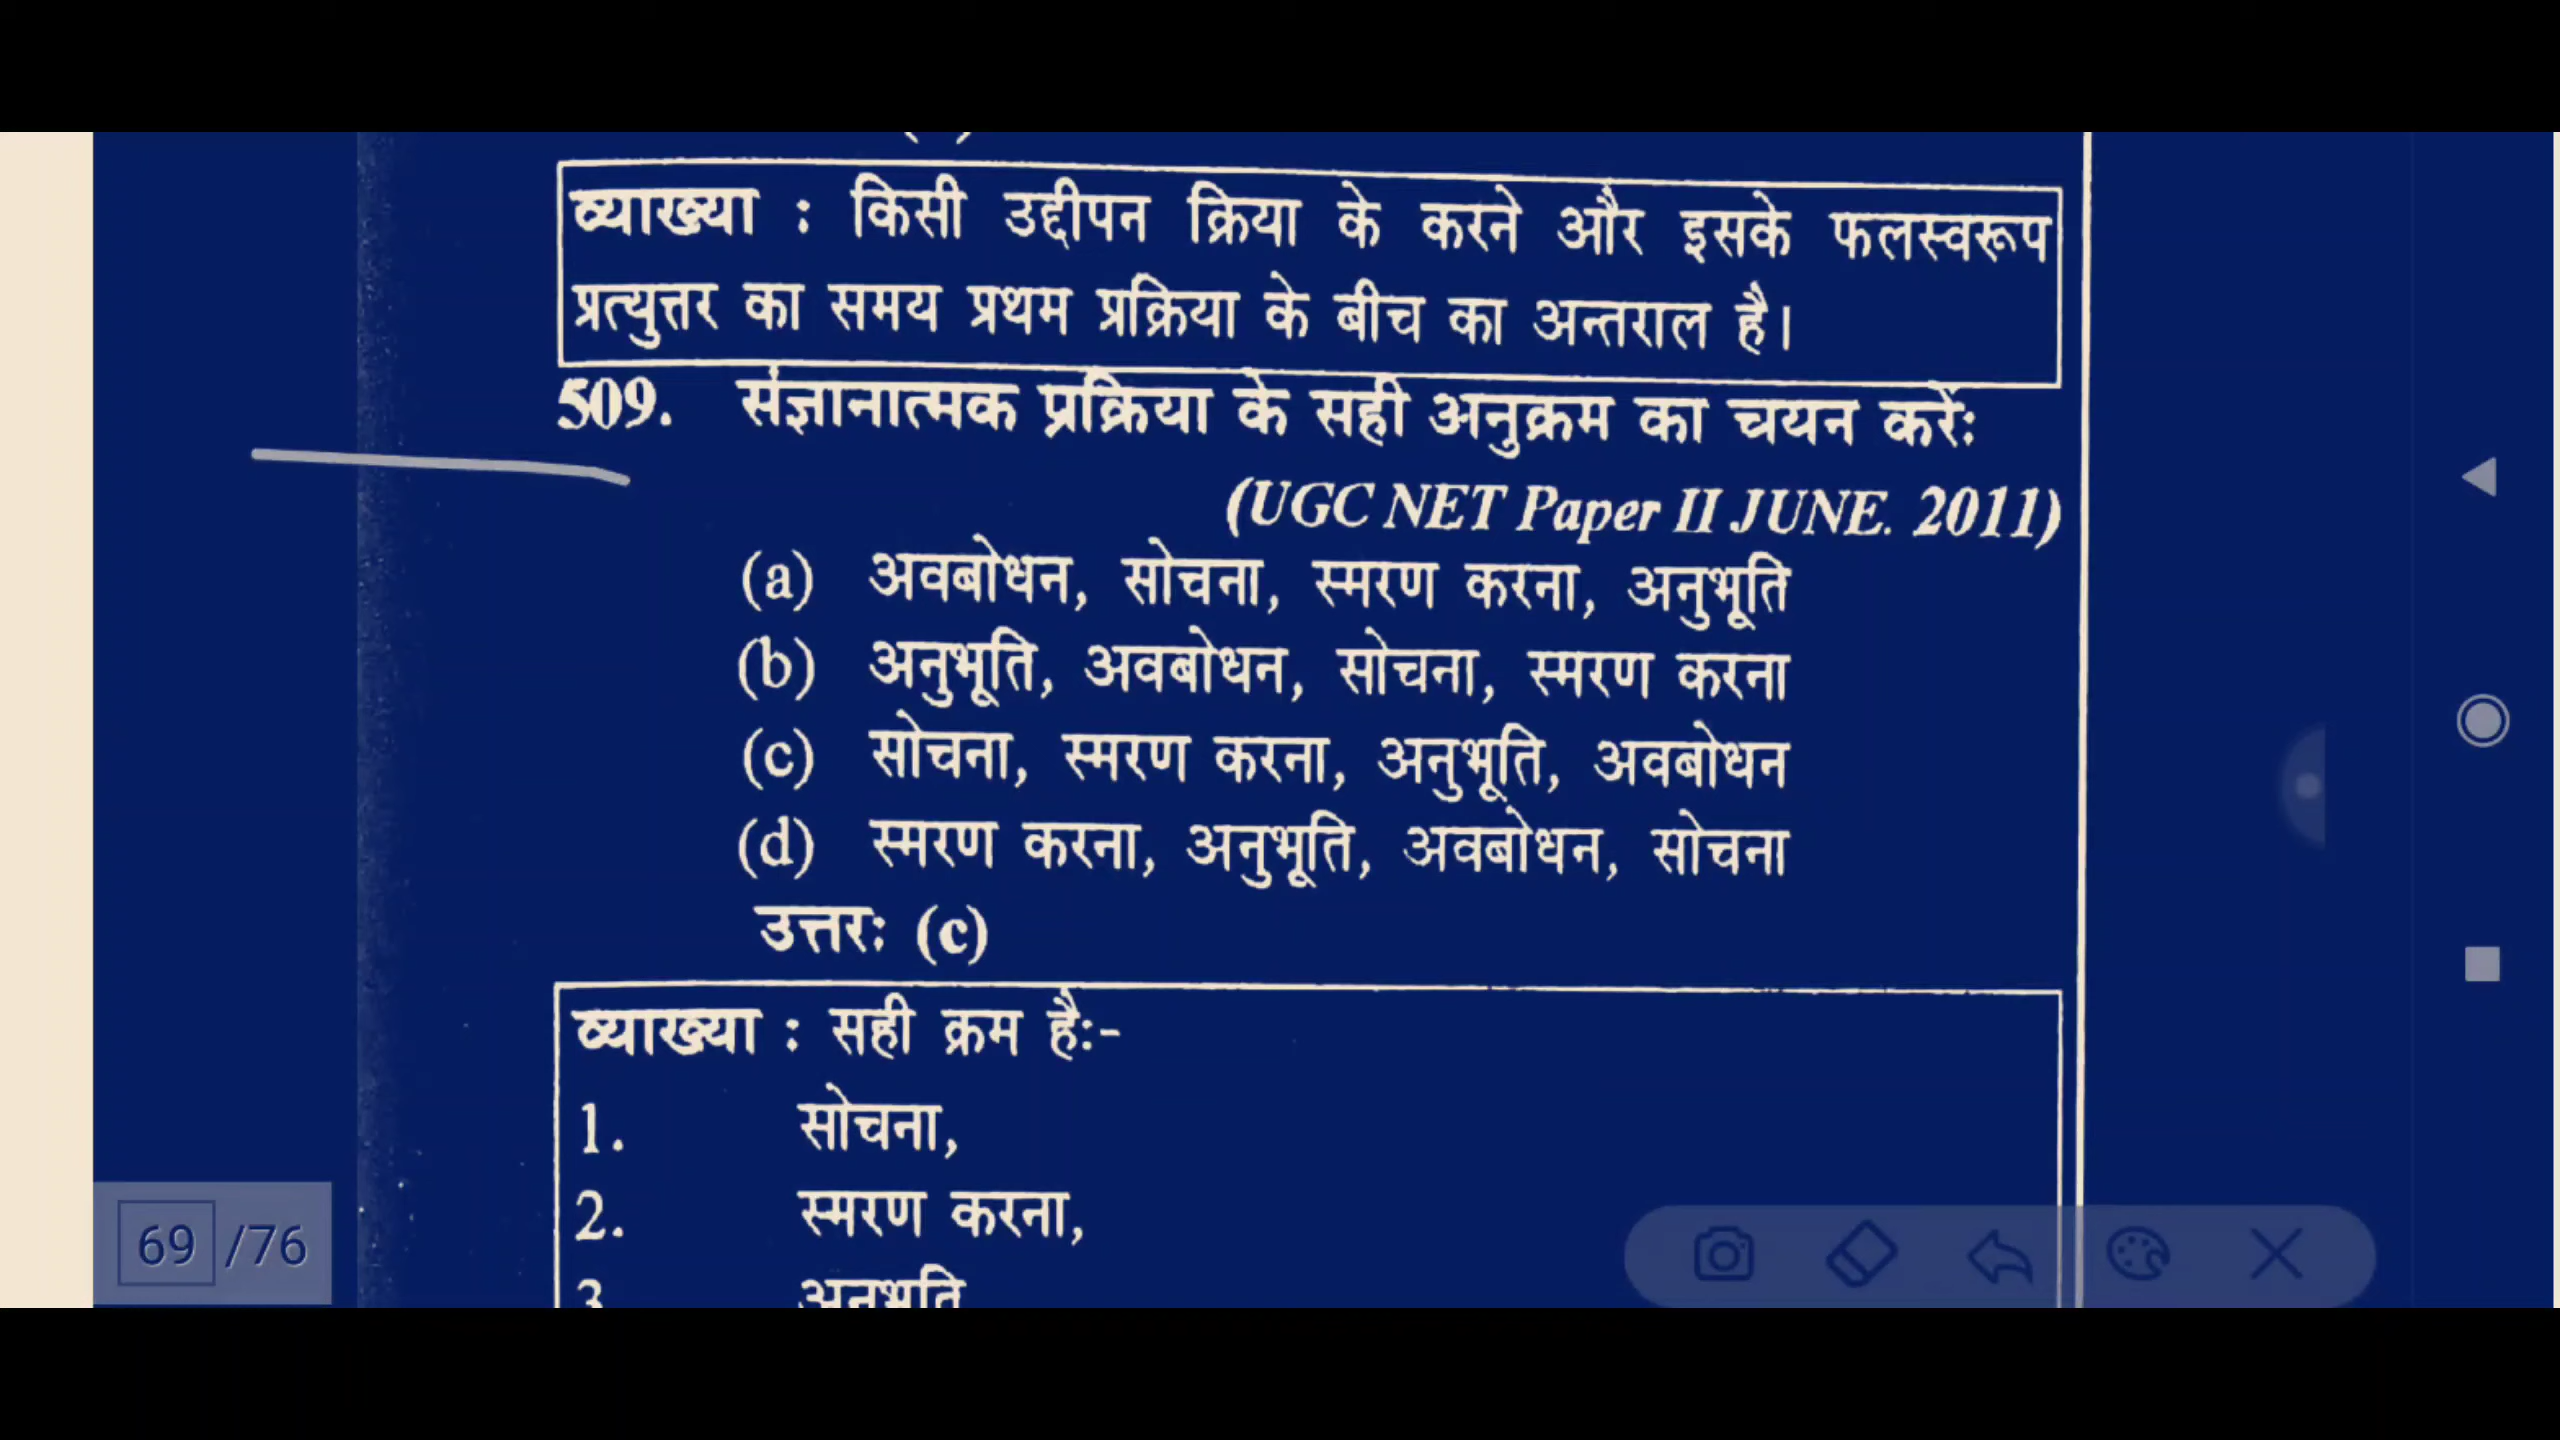 व्याख्या : किसी उद्दीपन क्रिया के करने और इसके फलस्वरूप
प्रत्युत्तर का समय प्रथम प्रक्रिया के बीच का अन्तराल है।
509. संज्ञानात्मक प्रक्रिया के सही अनुक्रम का चयन करेंः
(UGC NET Paper II JUNE. 2011)
(a) अवबोधन, सोचना, स्मरण करना, अनुभूति
(b) अनुभूति, अवबोधन, सोचना, स्मरण करना
(c) सोचना, स्मरण करना, अनुभूति, अवबोधन
(d) स्मरण करना, अनुभूति, अवबोधन, सोचना
उत्तरः (c)
व्याख्या : सही क्रम हैः-
1. सोचना,
2. स्मरण करना,
3 अनुभूति
69 /76